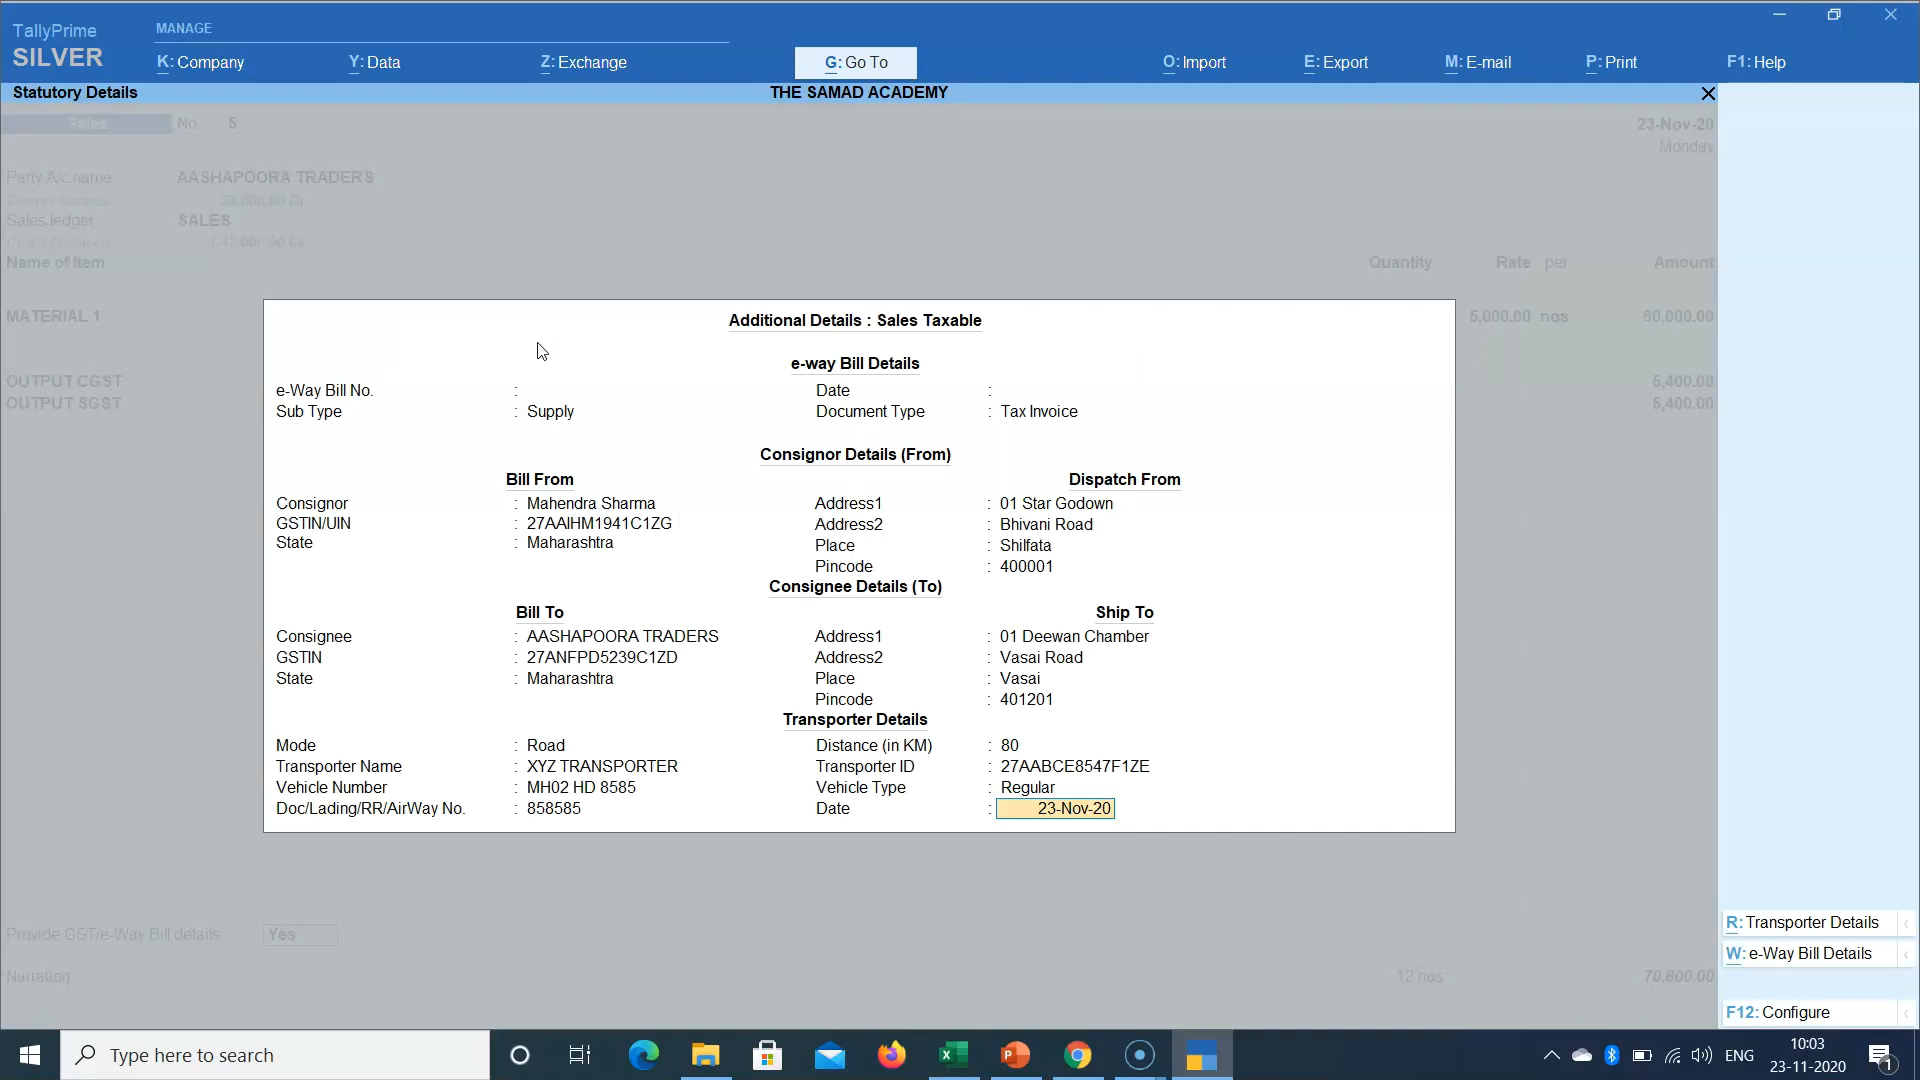 TallyPrime
SILVER
MANAGE
K: Company
Y: Data
Z: Exchange
G: Go To
O: Import
E: Export
M: E-mail
P: Print
F1: Help
Statutory Details
THE SAMAD ACADEMY
Sales No 5
23-Nov-20
Monday
Party A/c name AASHAPOORA TRADERS
Current balance
Sales ledger SALES
Current balance
Name of Item Quantity Rate per Amount
MATERIAL 1 5,000.00 nos 60,000.00
OUTPUT CGST 5,400.00
OUTPUT SGST 5,400.00
Additional Details : Sales Taxable
e-way Bill Details
e-Way Bill No. : Date :
Sub Type : Supply Document Type : Tax Invoice
Consignor Details (From)
Bill From Dispatch From
Consignor : Mahendra Sharma Address1 : 01 Star Godown
GSTIN/UIN : 27AAIHM1941C1ZG Address2 : Bhivani Road
State : Maharashtra Place : Shilfata
Pincode : 400001
Consignee Details (To)
Bill To Ship To
Consignee : AASHAPOORA TRADERS Address1 : 01 Deewan Chamber
GSTIN : 27ANFPD5239C1ZD Address2 : Vasai Road
State : Maharashtra Place : Vasai
Pincode : 401201
Transporter Details
Mode : Road Distance (in KM) : 80
Transporter Name : XYZ TRANSPORTER Transporter ID : 27AABCE8547F1ZE
Vehicle Number : MH02 HD 8585 Vehicle Type : Regular
Doc/Lading/RR/AirWay No. : 858585 Date : 23-Nov-20
Provide GST/e-Way Bill details Yes
Narration 12 nos 70,800.00
R: Transporter Details
W: e-Way Bill Details
F12: Configure
Type here to search
ENG
10:03
23-11-2020
1